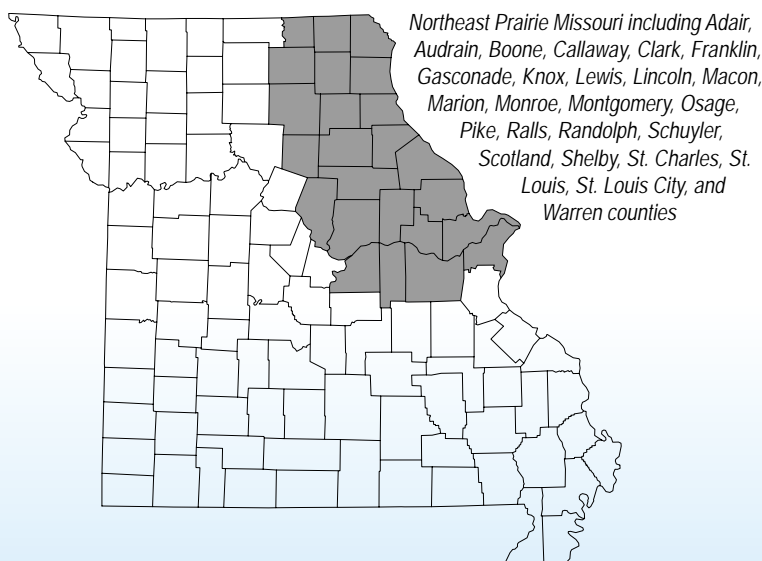 Northeast Prairie Missouri including Adair,
Audrain, Boone, Callaway, Clark, Franklin,
Gasconade, Knox, Lewis, Lincoln, Macon,
Marion, Monroe, Montgomery, Osage,
Pike, Ralls, Randolph, Schuyler,
Scotland, Shelby, St. Charles, St.
Louis, St. Louis City, and
Warren counties